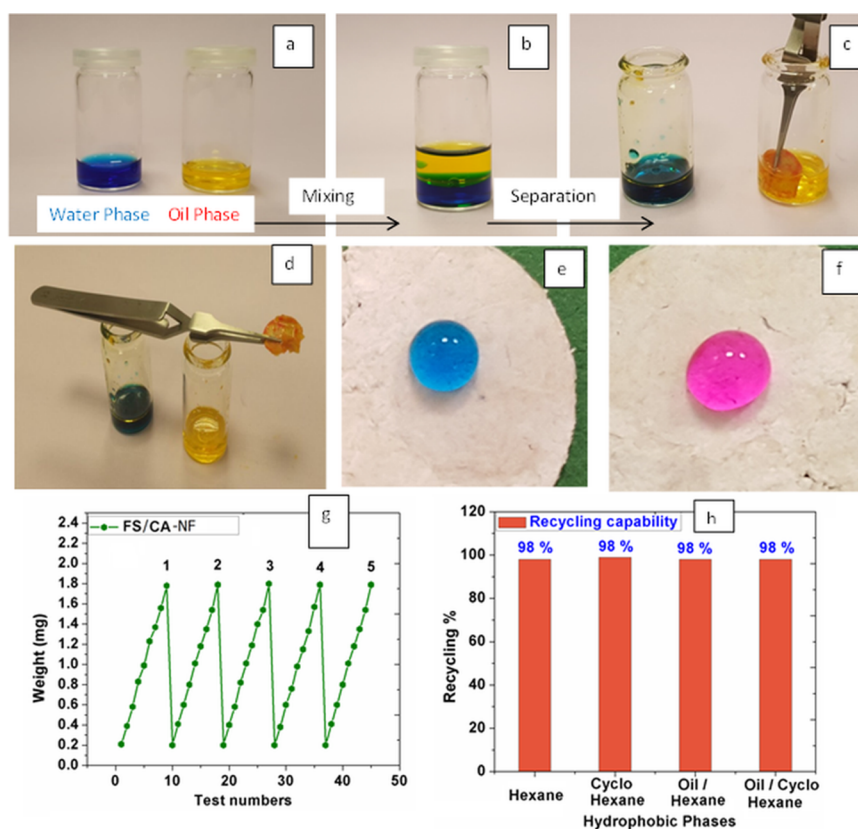 a
b
c
Water Phase
Oil Phase
Mixing
Separation
d
e
f
g
FS/CA-NF
2.4
2.2
2.0
1.8
1.6
1.4
1.2
1.0
0.8
0.6
0.4
0.2
0.0
1
2
3
4
5
Weight (mg)
0
10
20
30
40
50
Test numbers
h
Recycling capability
120
100
80
60
40
20
0
98 %
98 %
98 %
98 %
Recycling %
Hexane
Cyclo
Hexane
Oil /
Hexane
Oil / Cyclo
Hexane
Hydrophobic Phases